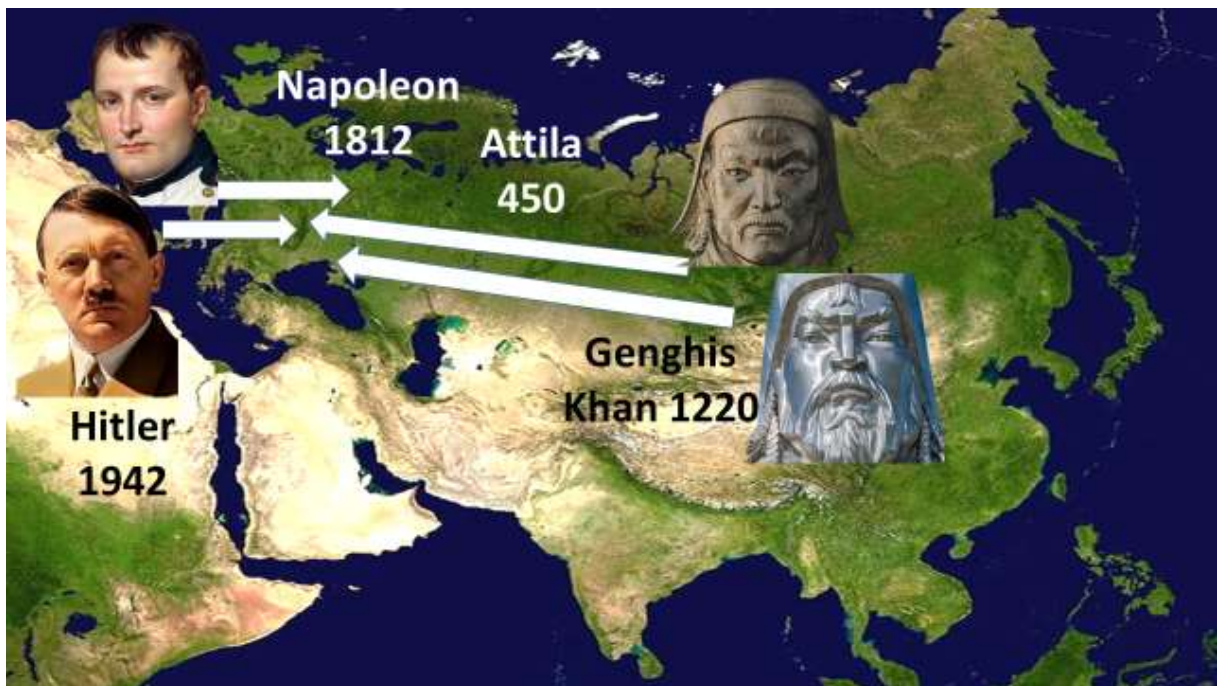 Napoleon
1812
Attila
450
Genghis
Khan 1220
Hitler
1942